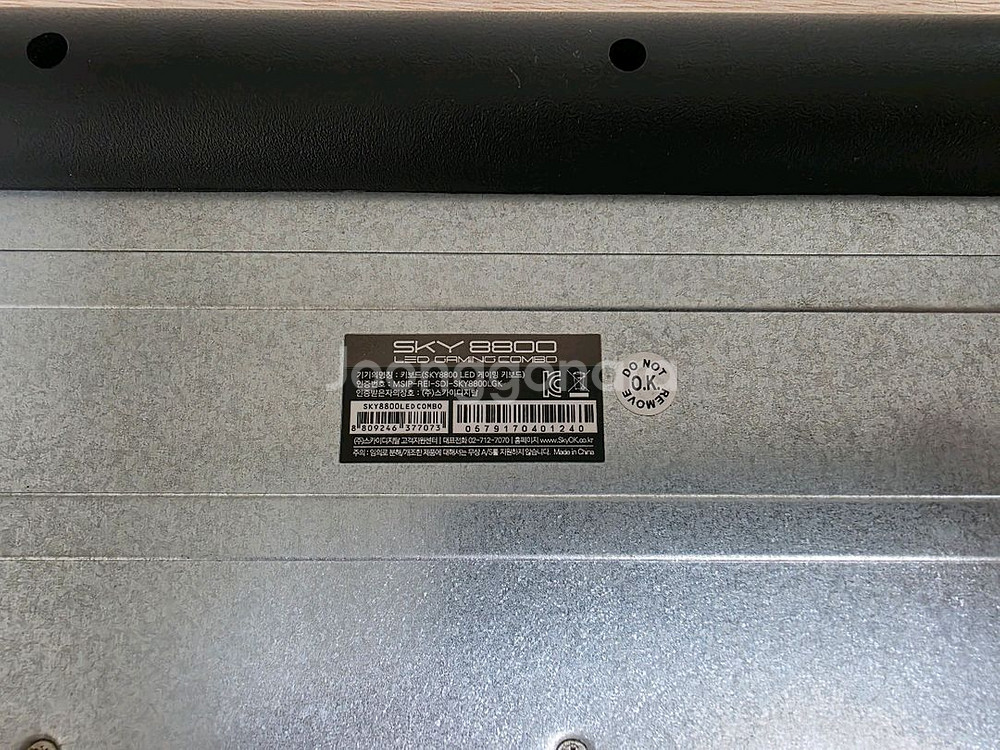 SKY 8800
LED GAMING COMBO
기기의명칭 : 키보드(SKY8800 LED 게이밍 키보드)
인증번호 : MSIP-REI-SDI-SKY8800LGK
인증받은자의상호 : (주)스카이디지탈
SKY8800LEDCOMBO
8 809246 377073
0579170401240
(주)스카이디지탈 고객지원센터 | 대표전화 02-712-7070 | 홈페이지 www.SkyOK.co.kr
주의 : 임의로 분해/개조한 제품에 대해서는 무상 A/S를 지원하지 않습니다. Made in China
DO NOT
O.K.
REMOVE
Joonggonara